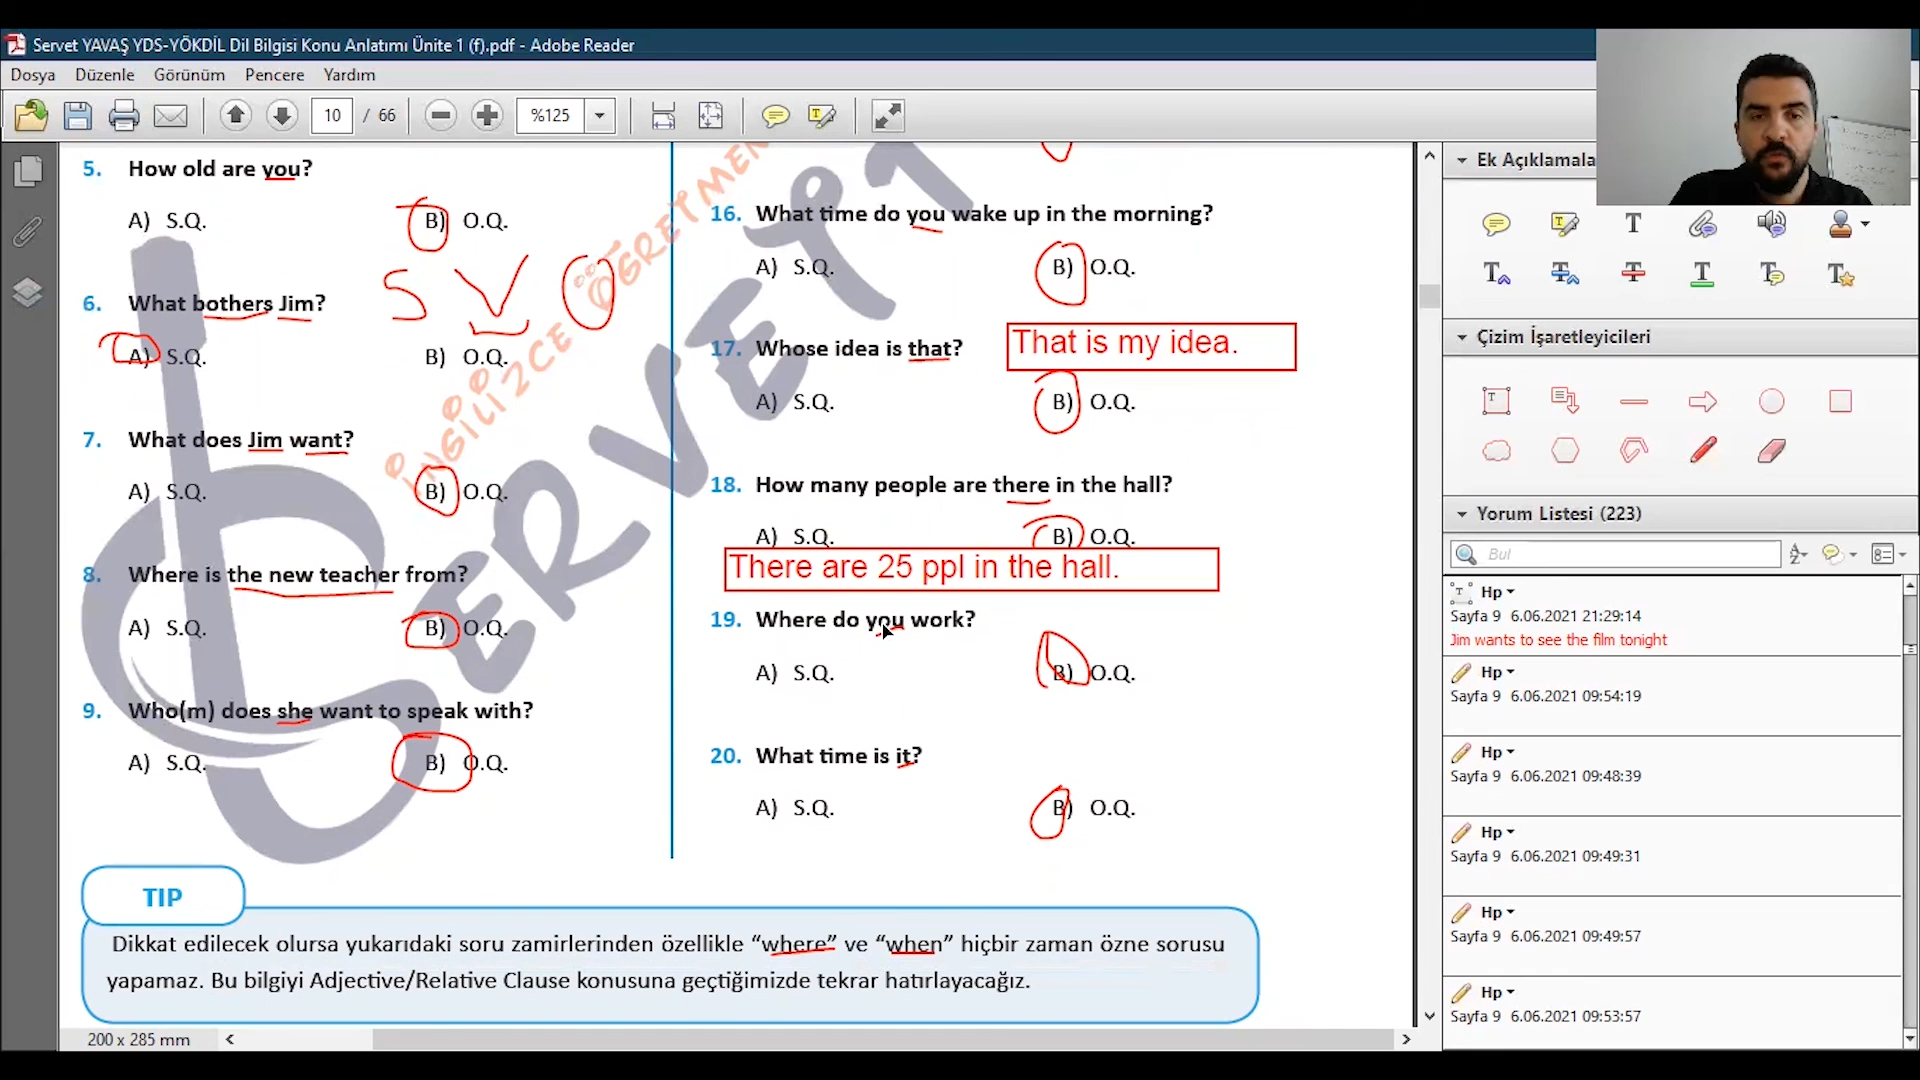 Servet YAVAŞ YDS-YÖKDİL Dil Bilgisi Konu Anlatımı Ünite 1 (f).pdf - Adobe Reader
Dosya Düzenle Görünüm Pencere Yardım
10 / 66 %125
5. How old are you?
A) S.Q. B) O.Q.
S V O
6. What bothers Jim?
A) S.Q. B) O.Q.
7. What does Jim want?
A) S.Q. B) O.Q.
8. Where is the new teacher from?
A) S.Q. B) O.Q.
9. Who(m) does she want to speak with?
A) S.Q. B) O.Q.
İNGİLİZCE ÖĞRETMEN
SERVET
16. What time do you wake up in the morning?
A) S.Q. B) O.Q.
17. Whose idea is that?
That is my idea.
A) S.Q. B) O.Q.
18. How many people are there in the hall?
A) S.Q. B) O.Q.
There are 25 ppl in the hall.
19. Where do you work?
A) S.Q. B) O.Q.
20. What time is it?
A) S.Q. B) O.Q.
TIP
Dikkat edilecek olursa yukarıdaki soru zamirlerinden özellikle “where” ve “when” hiçbir zaman özne sorusu
yapamaz. Bu bilgiyi Adjective/Relative Clause konusuna geçtiğimizde tekrar hatırlayacağız.
200 x 285 mm
Ek Açıklamala
Çizim İşaretleyicileri
Yorum Listesi (223)
Bul
Hp
Sayfa 9 6.06.2021 21:29:14
Jim wants to see the film tonight
Hp
Sayfa 9 6.06.2021 09:54:19
Hp
Sayfa 9 6.06.2021 09:48:39
Hp
Sayfa 9 6.06.2021 09:49:31
Hp
Sayfa 9 6.06.2021 09:49:57
Hp
Sayfa 9 6.06.2021 09:53:57